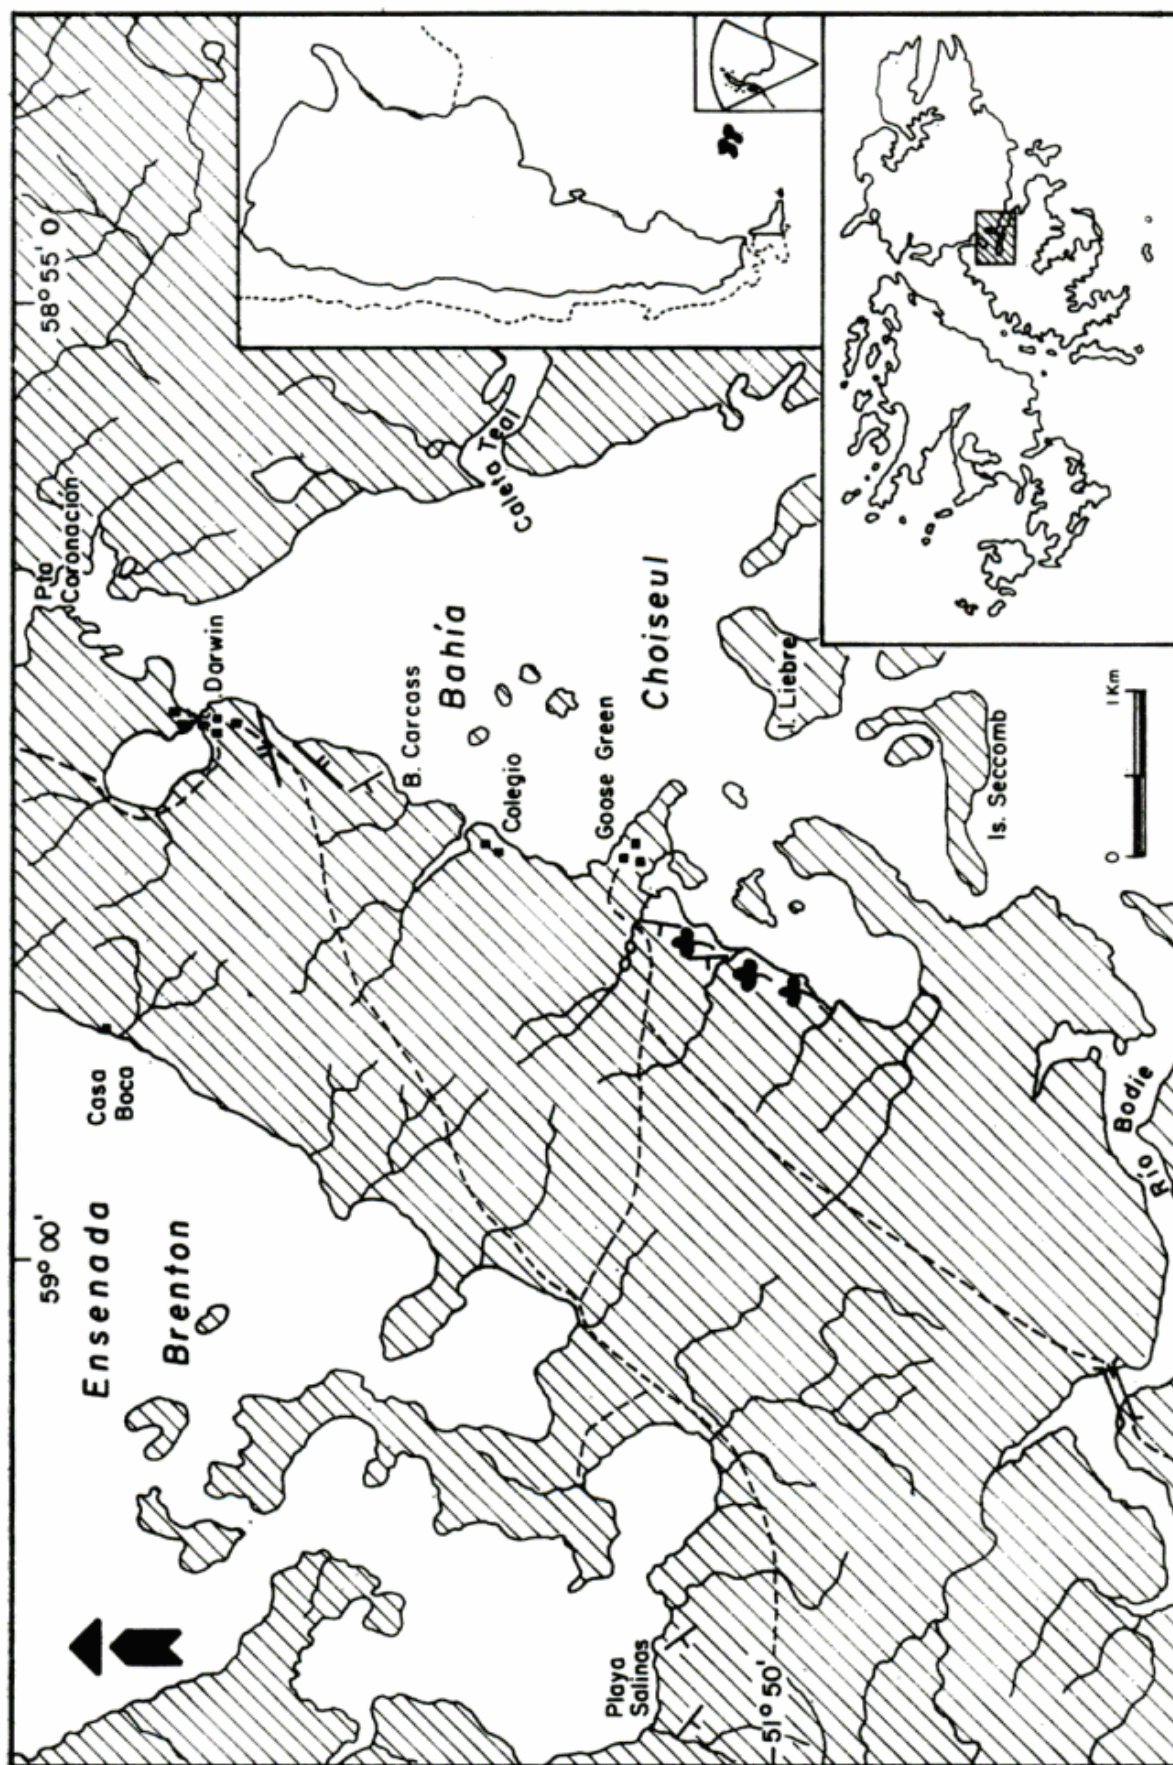 58° 55' O
59° 00'
Pto
Coronación
Darwin
Casa
Boca
Ensenada
Brenton
B. Carcass
Bahía
Choiseul
Caleta Teal
Colegio
Goose Green
I. Liebre
Is. Seccomb
0
1 Km
Río Bodie
Playa
Salinas
51° 50'